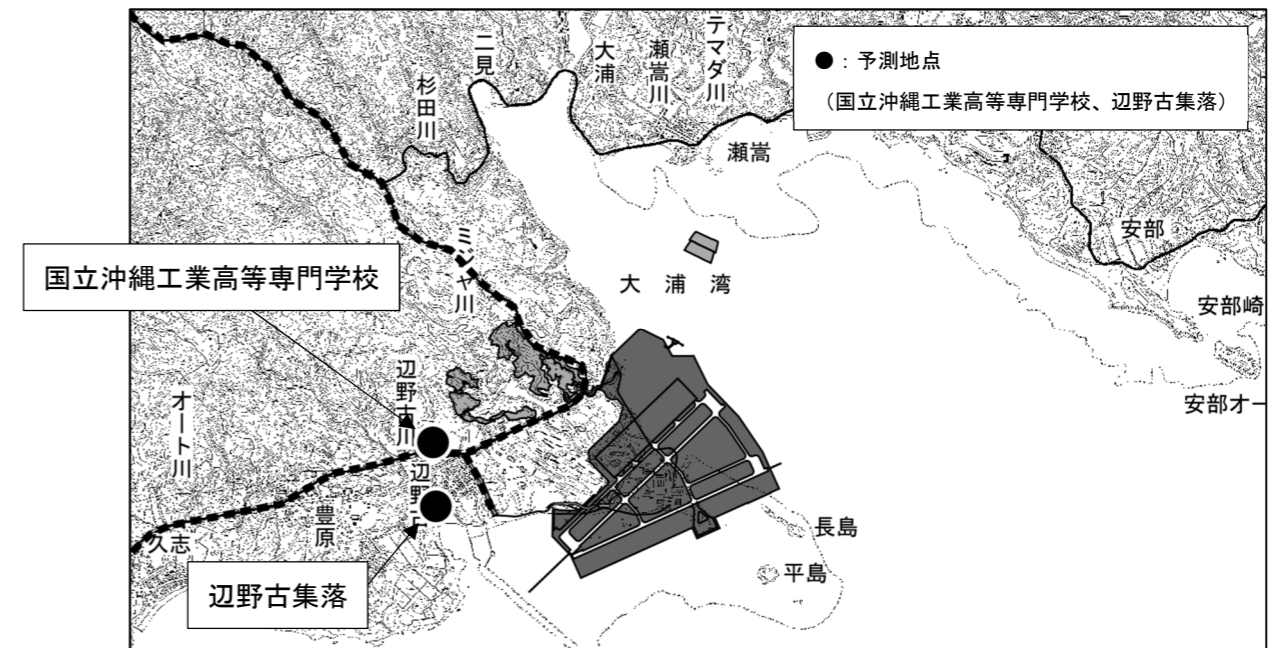 ●：予測地点
（国立沖縄工業高等専門学校、辺野古集落）
テマダ川
瀬嵩川
大浦
二見
杉田川
瀬嵩
安部
ミジャ川
国立沖縄工業高等専門学校
大浦湾
安部崎
辺野古川
オート川
安部オー
辺野
豊原
久志
長島
平島
辺野古集落